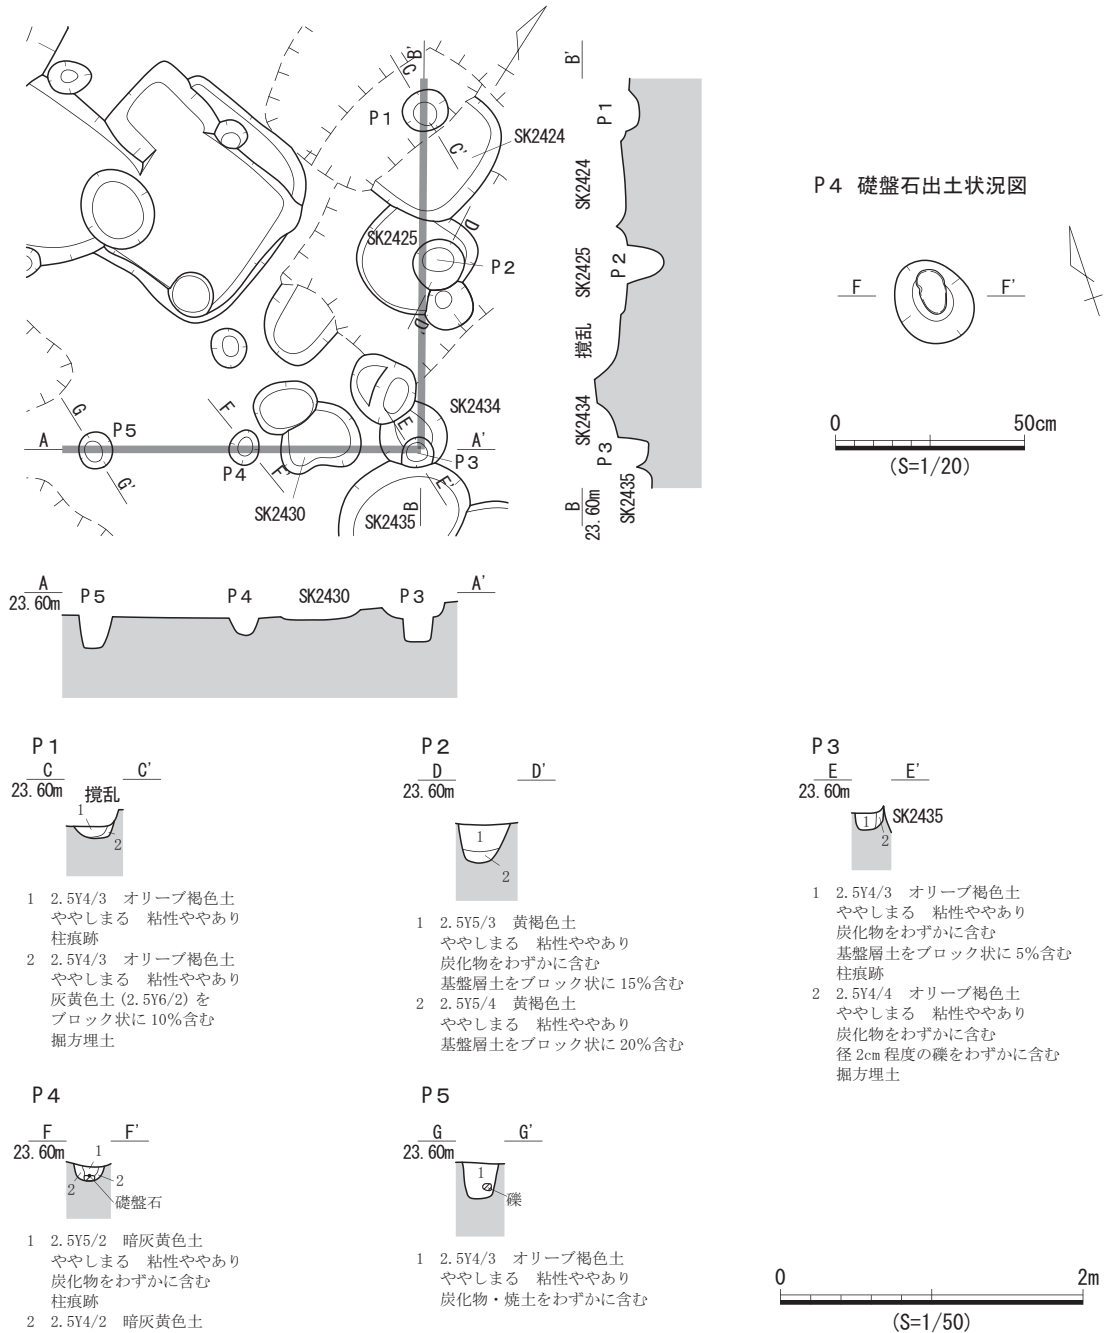 B'
C
P1
SK2424
C'
D
SK2425
P2
D'
SK2434
E
G
F
A
P5
A'
P4
F'
P3
G'
E'
SK2430
SK2435
B
B'
P1
SK2424
SK2425
P2
撹乱
SK2434
P3
B
23.60m
SK2435
P4 礎盤石出土状況図
F
F'
0 50cm
(S=1/20)
A
23.60m
P5
P4
SK2430
P3
A'
P1
C
C'
23.60m
撹乱
1
2
1 2.5Y4/3 オリーブ褐色土
ややしまる 粘性ややあり
柱痕跡
2 2.5Y4/3 オリーブ褐色土
ややしまる 粘性ややあり
灰黄色土(2.5Y6/2)を
ブロック状に10%含む
掘方埋土
P2
D
D'
23.60m
1
2
1 2.5Y5/3 黄褐色土
ややしまる 粘性ややあり
炭化物をわずかに含む
基盤層土をブロック状に15%含む
2 2.5Y5/4 黄褐色土
ややしまる 粘性ややあり
基盤層土をブロック状に20%含む
P3
E
E'
23.60m
1
SK2435
2
1 2.5Y4/3 オリーブ褐色土
ややしまる 粘性ややあり
炭化物をわずかに含む
基盤層土をブロック状に5%含む
柱痕跡
2 2.5Y4/4 オリーブ褐色土
ややしまる 粘性ややあり
炭化物をわずかに含む
径2cm程度の礫をわずかに含む
掘方埋土
P4
F
F'
23.60m
1
2
2
礎盤石
1 2.5Y5/2 暗灰黄色土
ややしまる 粘性ややあり
炭化物をわずかに含む
柱痕跡
2 2.5Y4/2 暗灰黄色土
P5
G
G'
23.60m
1
礫
1 2.5Y4/3 オリーブ褐色土
ややしまる 粘性ややあり
炭化物・焼土をわずかに含む
0 2m
(S=1/50)